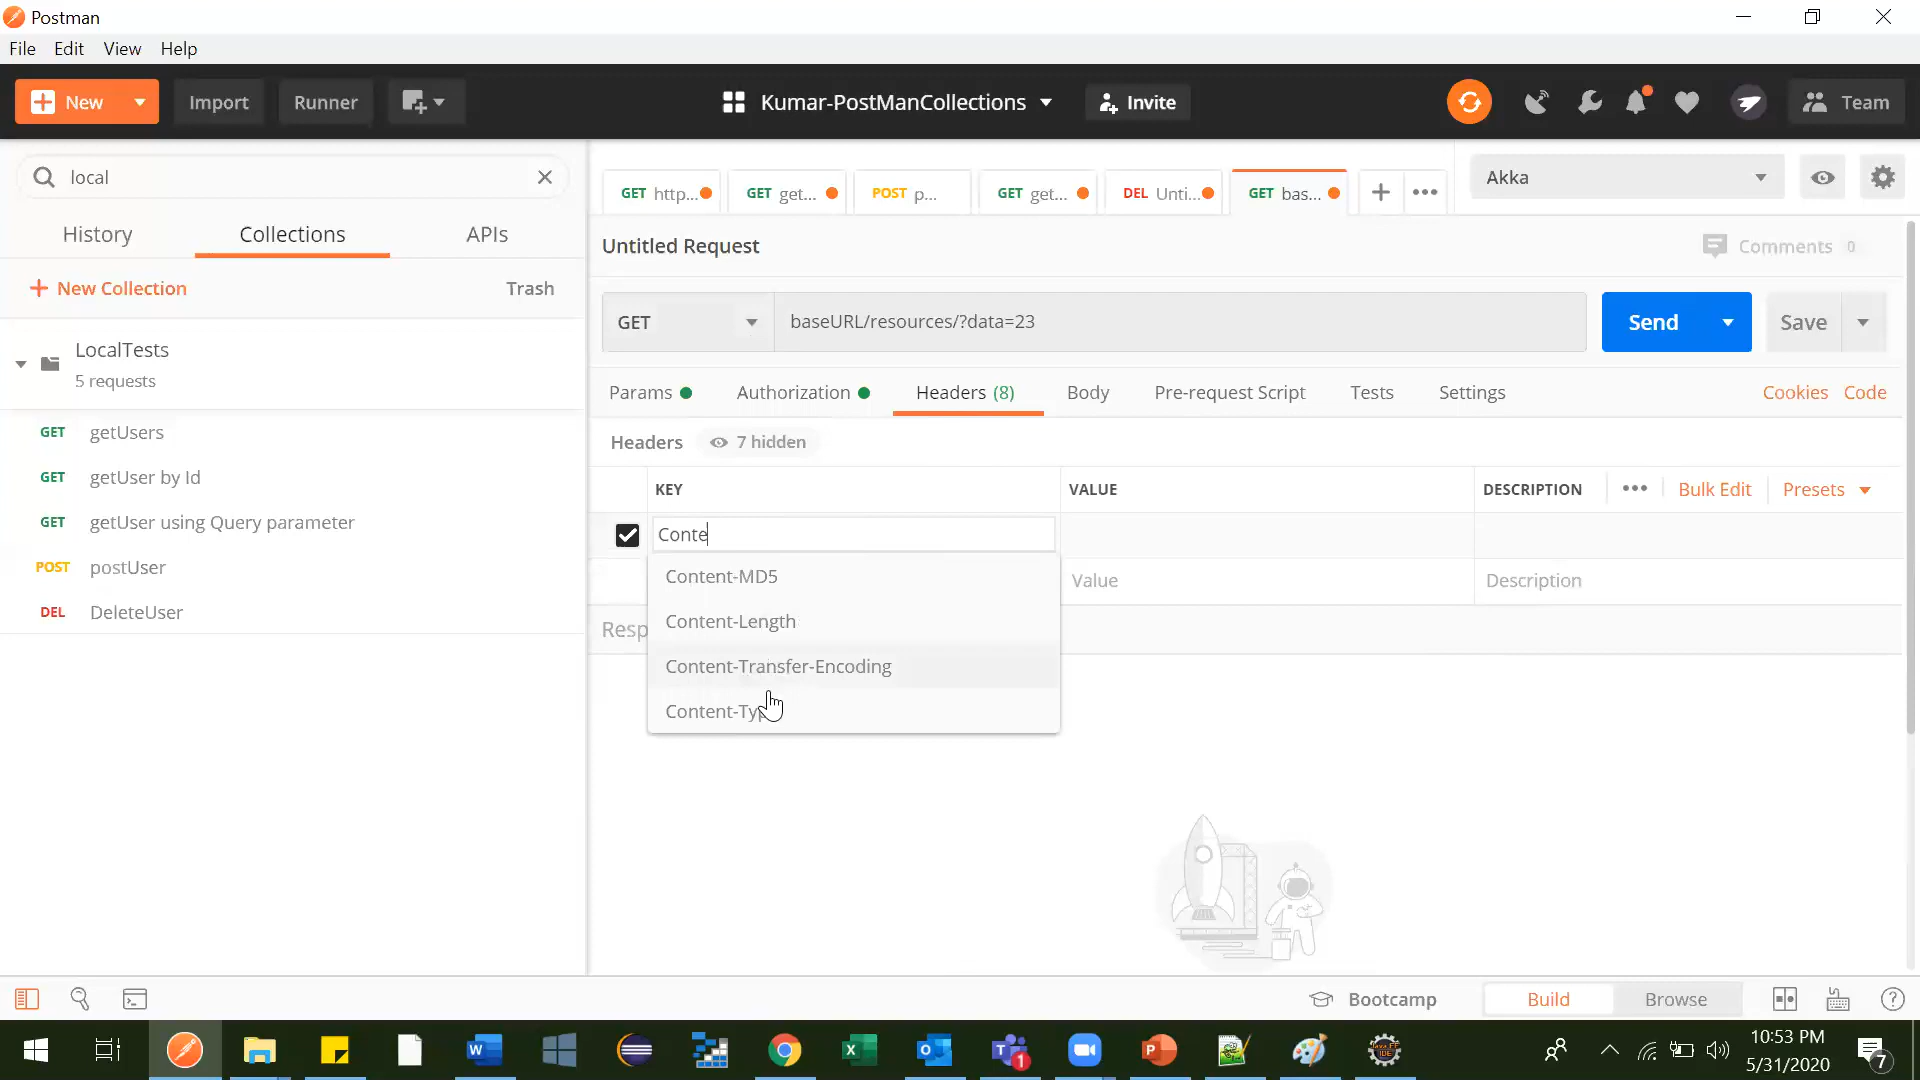 Postman
File Edit View Help
New Import Runner Kumar-PostManCollections Invite Team
local
History Collections APIs
New Collection Trash
LocalTests
5 requests
GET getUsers
GET getUser by Id
GET getUser using Query parameter
POST postUser
DEL DeleteUser
GET http... GET get... POST p... GET get... DEL Unti... GET bas...
Akka
Untitled Request Comments 0
GET baseURL/resources/?data=23 Send Save
Params Authorization Headers (8) Body Pre-request Script Tests Settings Cookies Code
Headers 7 hidden
KEY VALUE DESCRIPTION Bulk Edit Presets
Conte
Value Description
Content-MD5
Content-Length
Resp
Content-Transfer-Encoding
Content-Typ
Bootcamp Build Browse
10:53 PM
5/31/2020
1
7